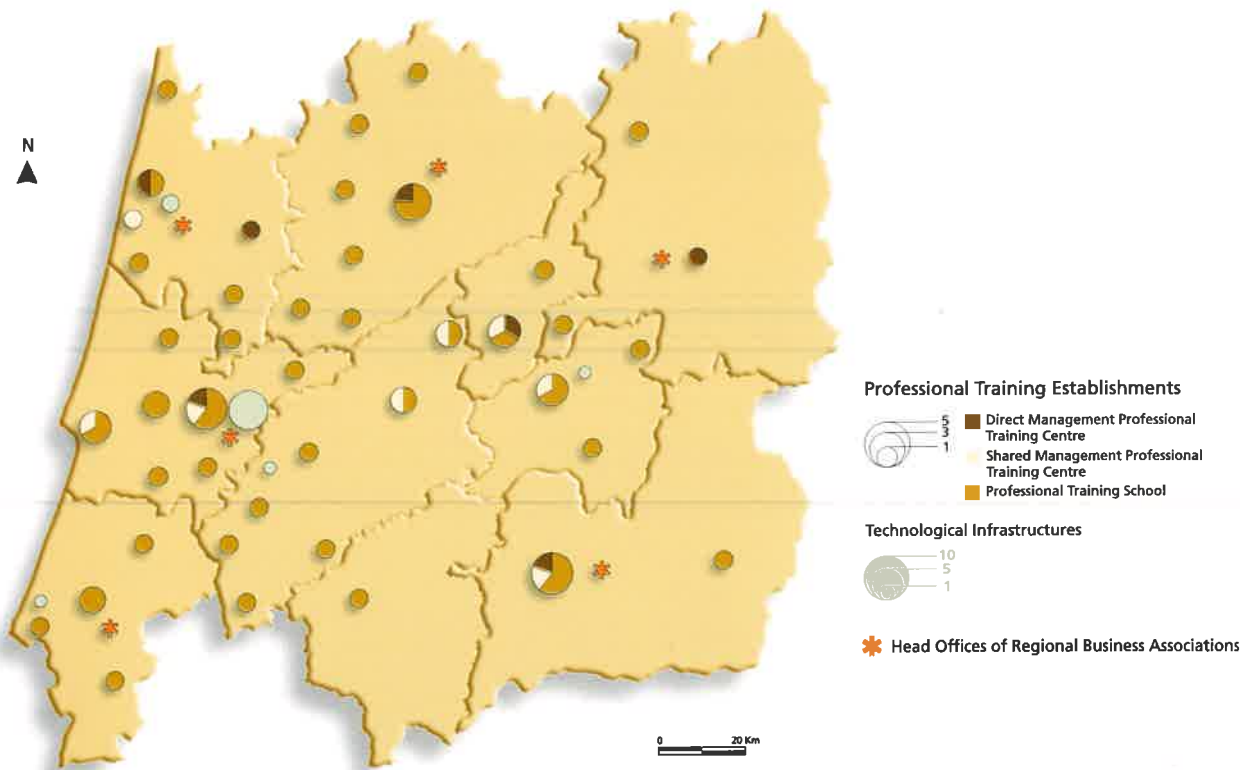 N
Professional Training Establishments
5
3
1
Direct Management Professional
Training Centre
Shared Management Professional
Training Centre
Professional Training School
Technological Infrastructures
10
5
1
Head Offices of Regional Business Associations
0 20 Km